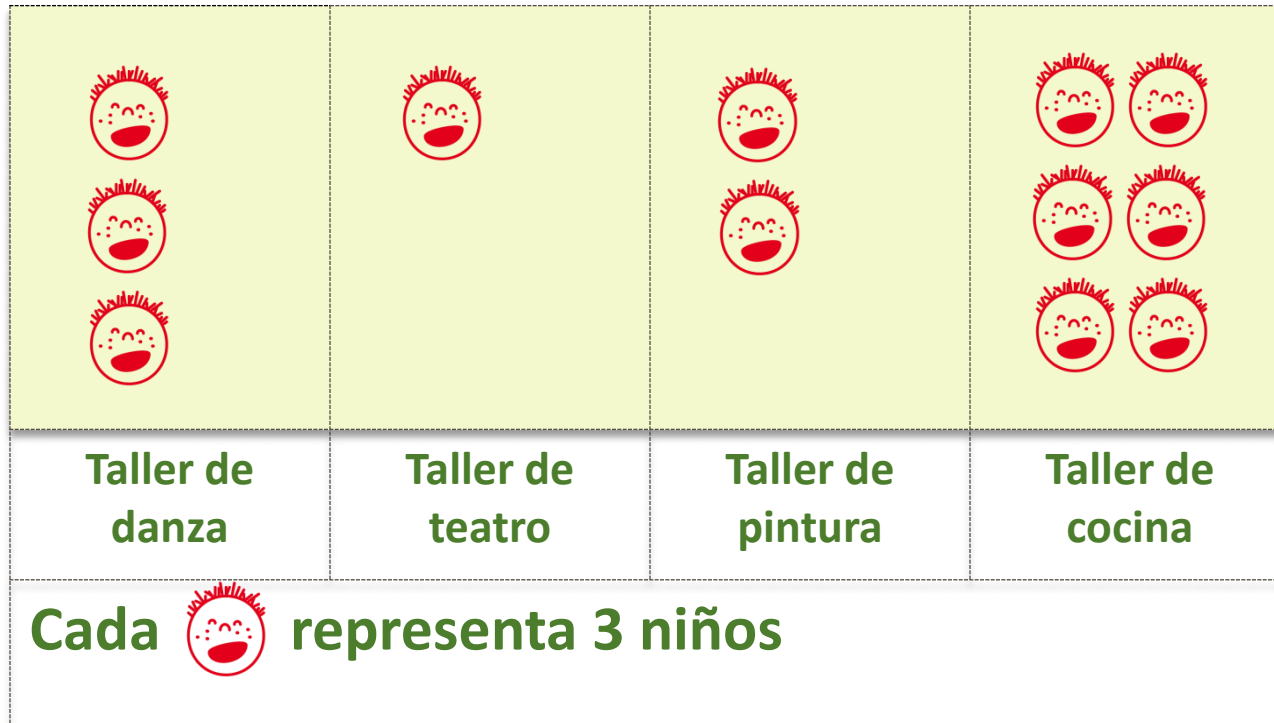 Taller de
danza
Taller de
teatro
Taller de
pintura
Taller de
cocina
Cada representa 3 niños